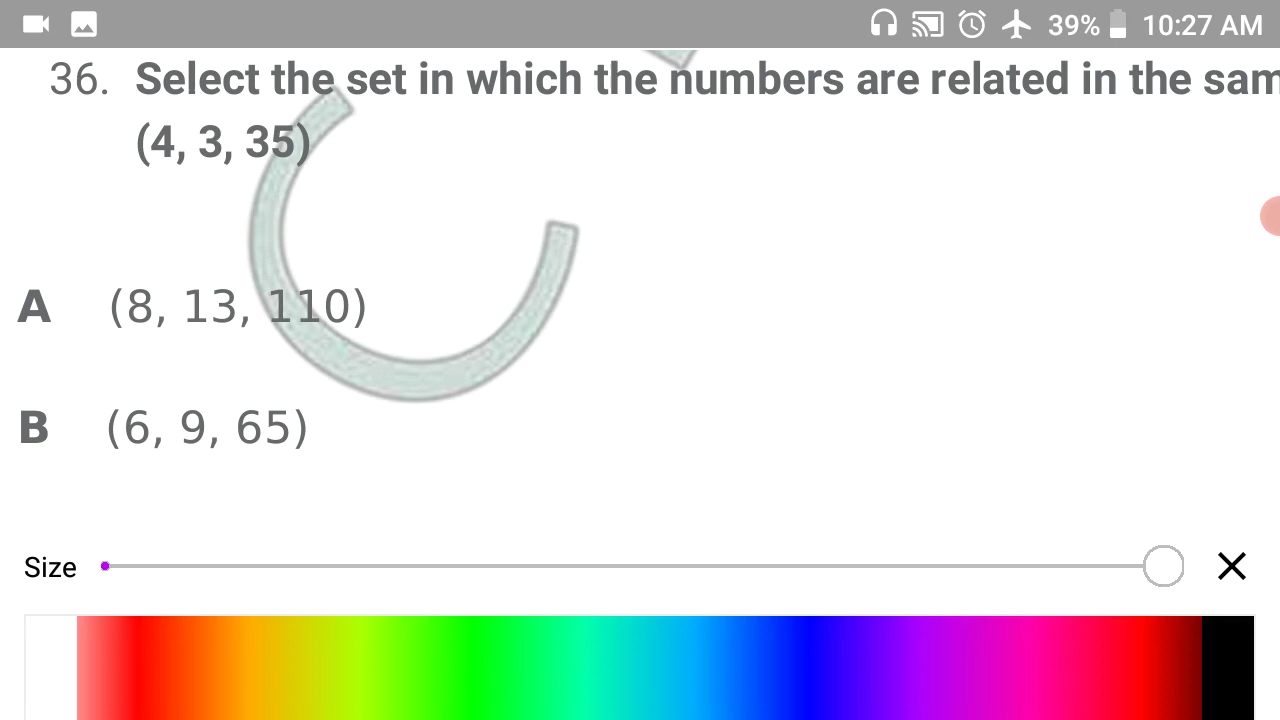 39% 10:27 AM
36. Select the set in which the numbers are related in the sam
(4, 3, 35)
A (8, 13, 110)
B (6, 9, 65)
Size